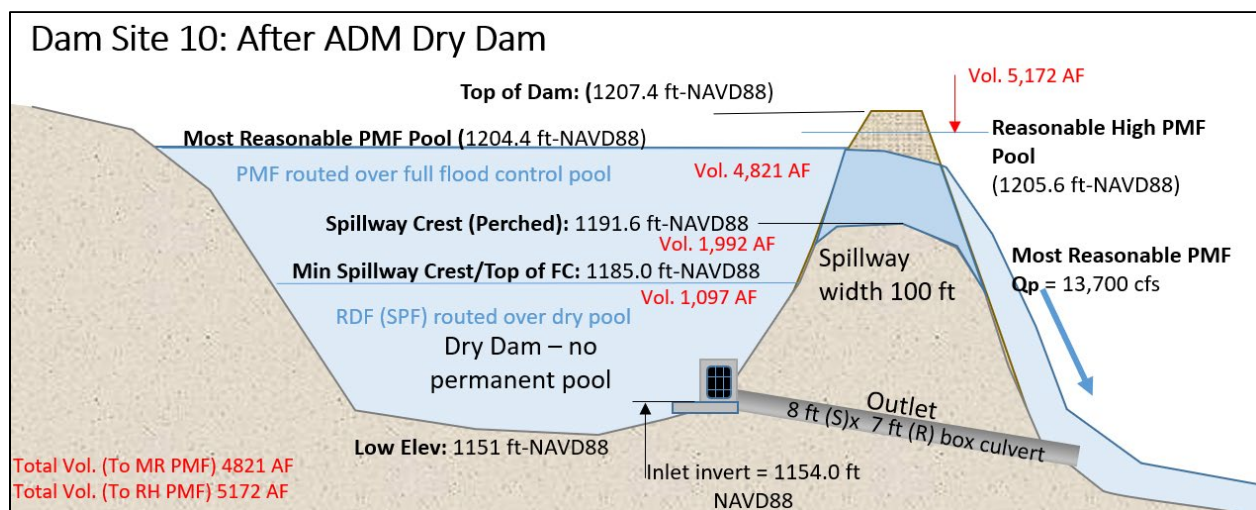 Dam Site 10: After ADM Dry Dam
Vol. 5,172 AF
Top of Dam: (1207.4 ft-NAVD88)
Most Reasonable PMF Pool (1204.4 ft-NAVD88)
Reasonable High PMF
Pool
(1205.6 ft-NAVD88)
PMF routed over full flood control pool
Vol. 4,821 AF
Spillway Crest (Perched): 1191.6 ft-NAVD88
Vol. 1,992 AF
Min Spillway Crest/Top of FC: 1185.0 ft-NAVD88
Vol. 1,097 AF
Spillway
width 100 ft
Most Reasonable PMF
Qp = 13,700 cfs
RDF (SPF) routed over dry pool
Dry Dam – no
permanent pool
Outlet
8 ft (S)x 7 ft (R) box culvert
Low Elev: 1151 ft-NAVD88
Inlet invert = 1154.0 ft
NAVD88
Total Vol. (To MR PMF) 4821 AF
Total Vol. (To RH PMF) 5172 AF